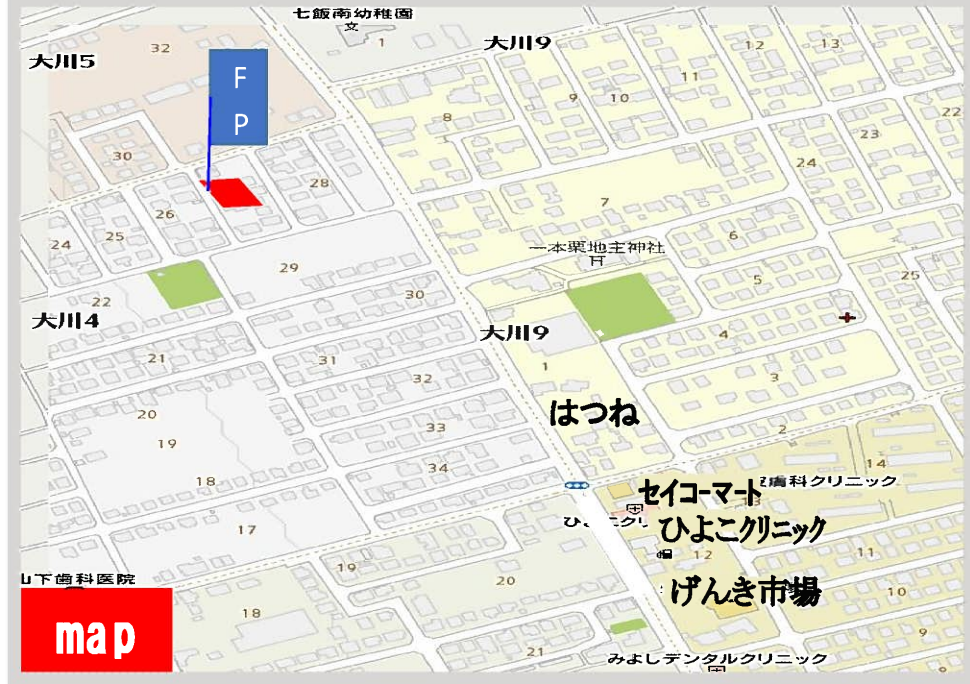 七飯南幼稚園
文
1
32
大川5
大川9
12
13
11
9
10
8
22
F
P
30
23
24
28
26
7
25
24
6
一本栗地主神社
29
5
25
22
30
大川4
大川9
4
21
31
1
3
32
20
はつね
33
2
19
34
14
18
セイコーマート
膚科クリニック
ひよこクリニック
17
12
11
19
げんき市場
20
10
山下歯科医院
18
map
9
21
みよしデンタルクリニック